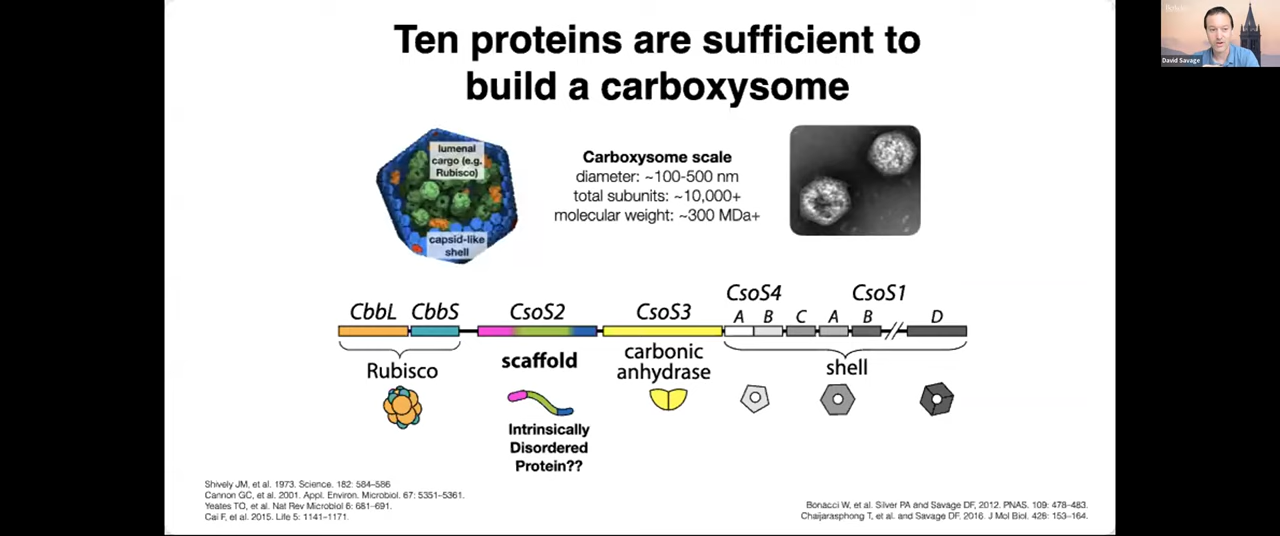 Ten proteins are sufficient to
build a carboxysome
lumenal
cargo (e.g.
Rubisco)
capsid-like
shell
Carboxysome scale
diameter: ~100-500 nm
total subunits: ~10,000+
molecular weight: ~300 MDa+
CbbL CbbS CsoS2 CsoS3 CsoS4 CsoS1
A B C A B D
Rubisco
scaffold
carbonic
anhydrase
shell
Intrinsically
Disordered
Protein??
Shively JM, et al. 1973. Science. 182: 584–586
Cannon GC, et al. 2001. Appl. Environ. Microbiol. 67: 5351–5361.
Yeates TO, et al. Nat Rev Microbiol 6: 681–691.
Cai F, et al. 2015. Life 5: 1141–1171.
Bonacci W, et al. Silver PA and Savage DF, 2012. PNAS. 109: 478–483.
Chaijarasphong T, et al. and Savage DF, 2016. J Mol Biol. 428: 153–164.
David Savage